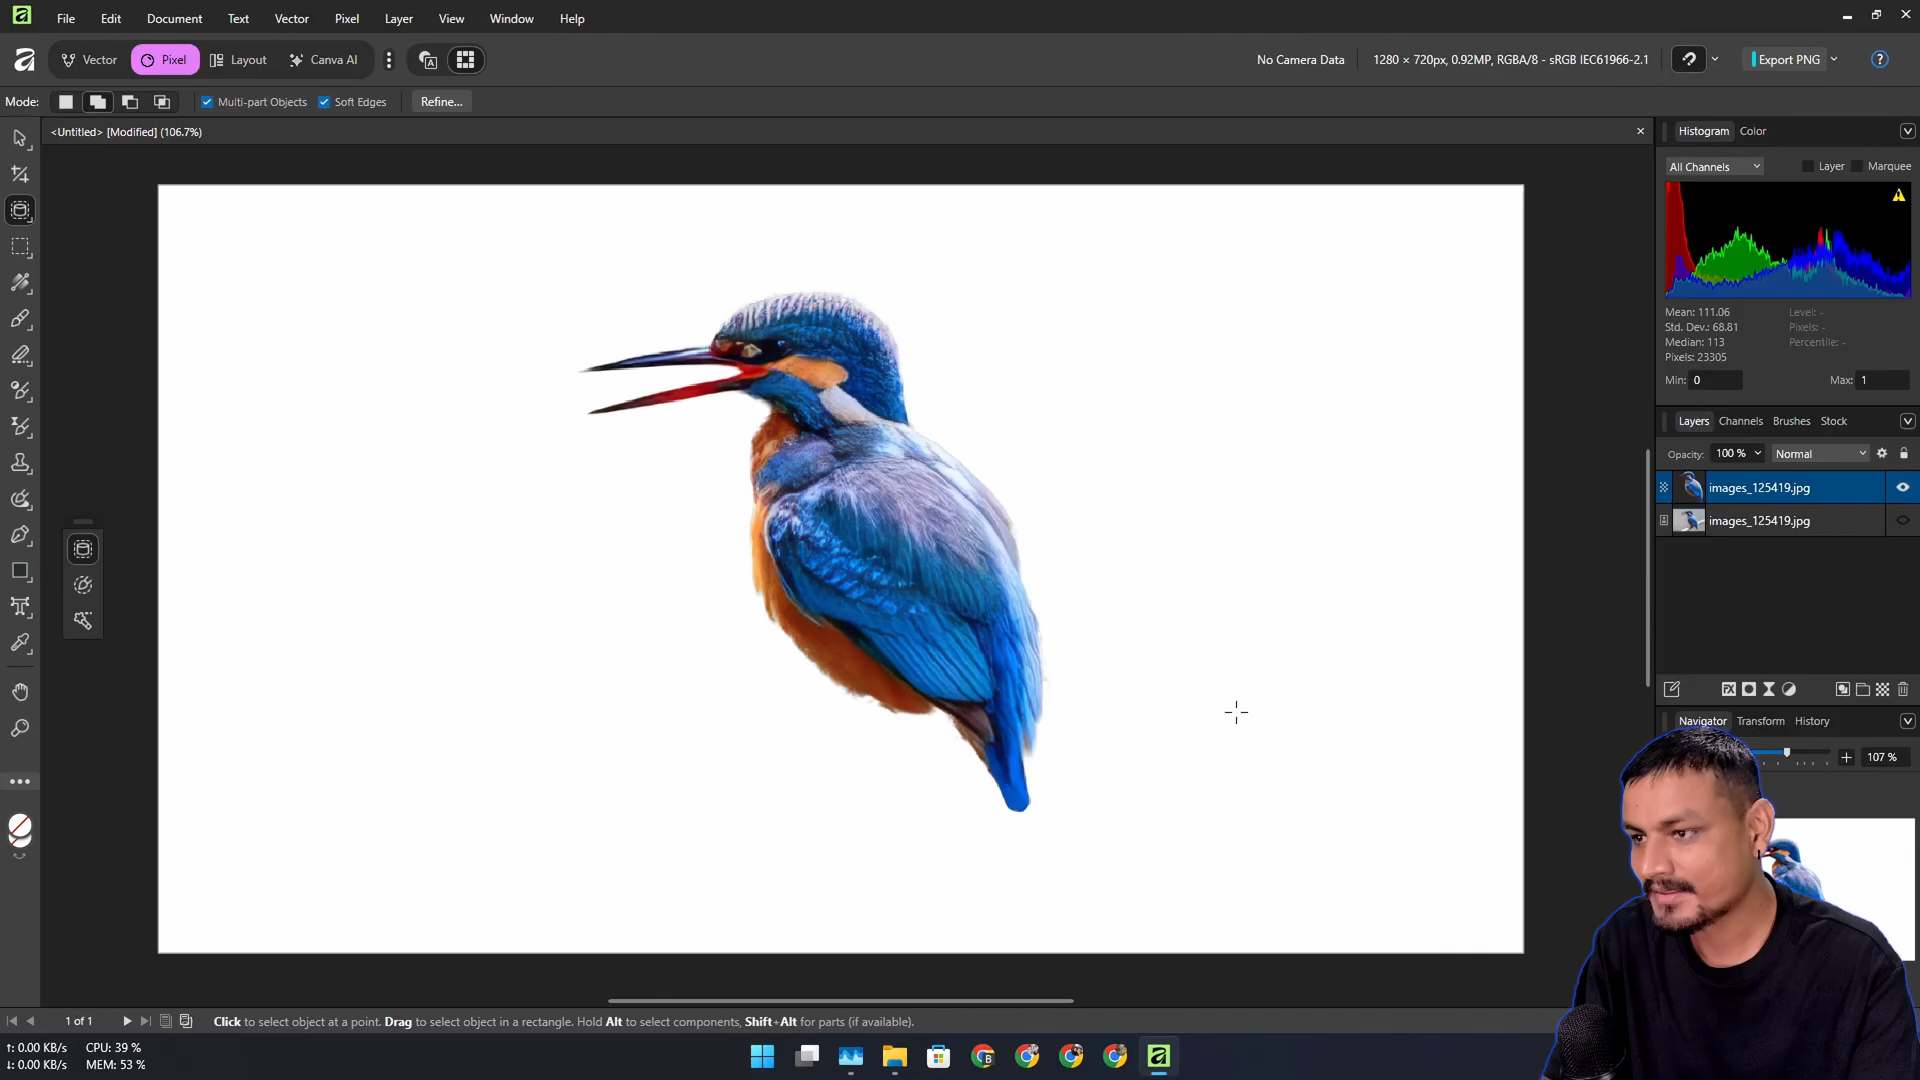 File Edit Document Text Vector Pixel Layer View Window Help
Vector Pixel Layout Canva AI
No Camera Data 1280 × 720px, 0.92MP, RGBA/8 - sRGB IEC61966-2.1 Export PNG ?
Mode: Multi-part Objects Soft Edges Refine...
<Untitled> [Modified] (106.7%)
Histogram Color
All Channels Layer Marquee
Mean: 111.06 Level: -
Std. Dev.: 68.81 Pixels: -
Median: 113 Percentile: -
Pixels: 23305
Min: 0 Max: 1
Layers Channels Brushes Stock
Opacity: 100 % Normal
images_125419.jpg
images_125419.jpg
Navigator Transform History
107 %
1 of 1 Click to select object at a point. Drag to select object in a rectangle. Hold Alt to select components, Shift+Alt for parts (if available).
↑: 0.00 KB/s CPU: 39 %
↓: 0.00 KB/s MEM: 53 %